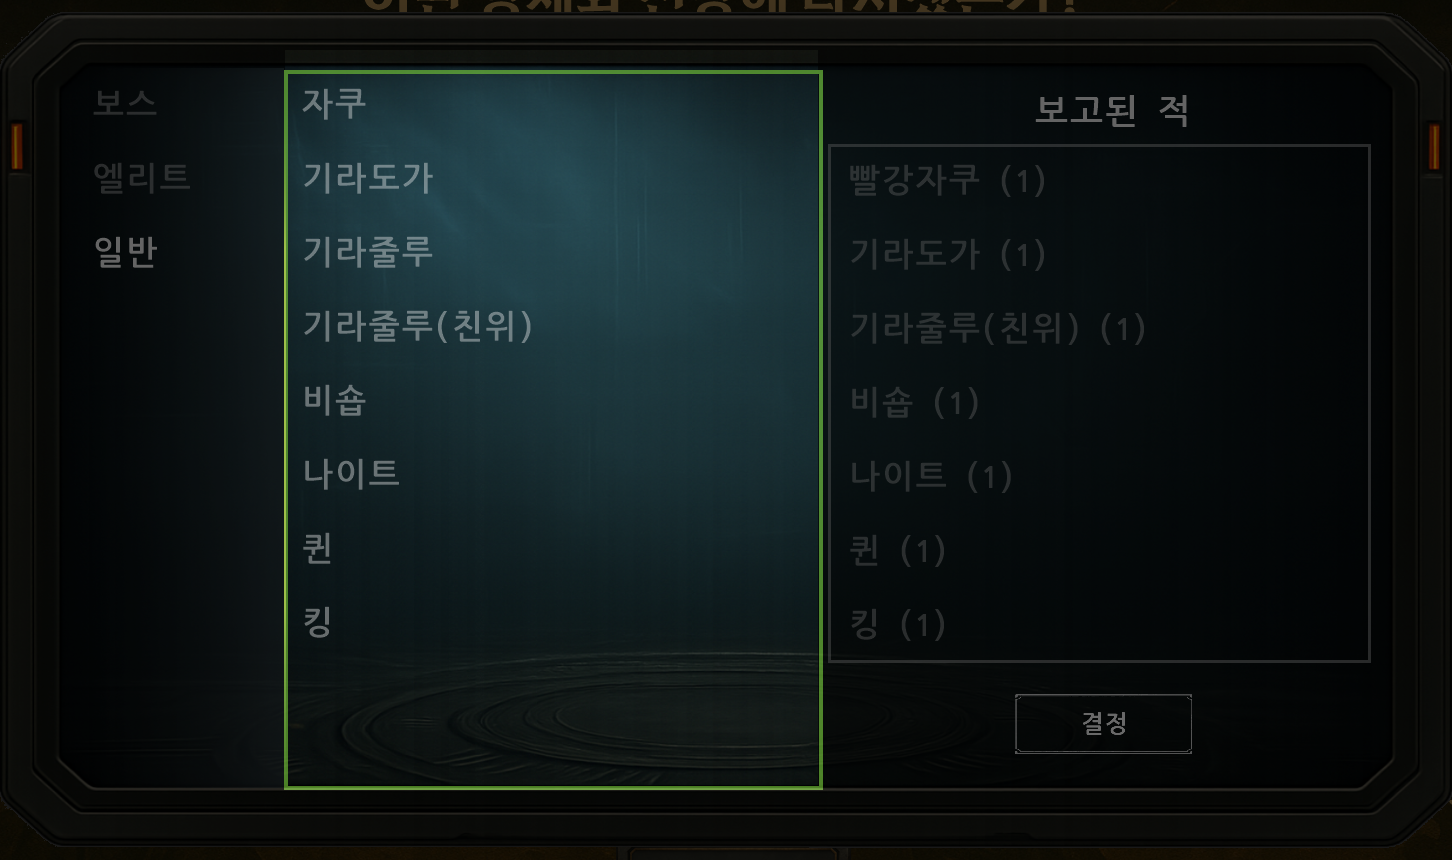 보스
엘리트
일반
자쿠
기라도가
기라줄루
기라줄루(친위)
비숍
나이트
퀸
킹
보고된 적
빨강자쿠 (1)
기라도가 (1)
기라줄루(친위) (1)
비숍 (1)
나이트 (1)
퀸 (1)
킹 (1)
결정